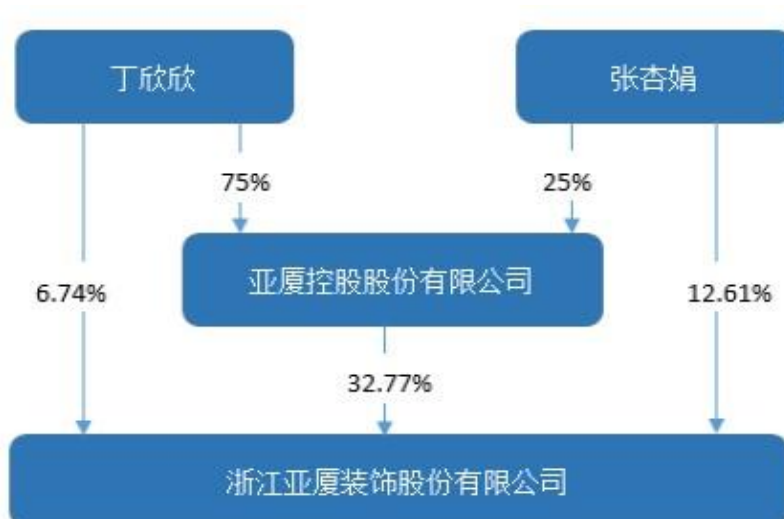 丁欣欣
张杏娟
75%
25%
亚厦控股股份有限公司
6.74%
12.61%
32.77%
浙江亚厦装饰股份有限公司